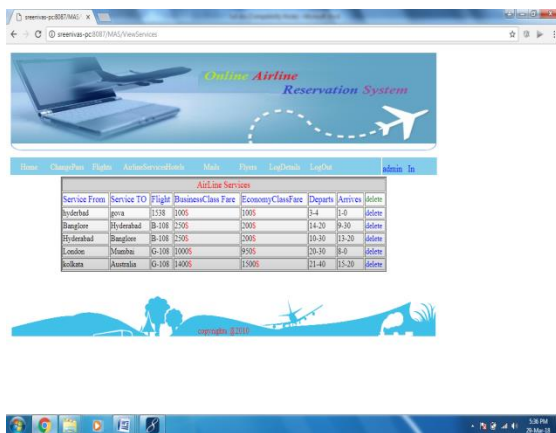 sreenivas-pc:8087/MAS/ x
sreenivas-pc:8087/MAS/ViewServices
Online Airline
Reservation System
Home ChangePass Flights AirlineServicesHotels Mails Flyers LogDetails LogOut admin In
AirLine Services
Service From Service TO Flight BusinessClass Fare EconomyClassFare Departs Arrives delete
hyderbad gova 1538 100$ 100$ 3-4 1-0 delete
Banglore Hyderabad B-108 250$ 200$ 14-20 9-30 delete
Hyderabad Banglore B-108 250$ 200$ 10-30 13-20 delete
London Mumbai G-108 1000$ 950$ 20-30 8-0 delete
kolkata Australia G-108 1400$ 1500$ 21-40 15-20 delete
copyrights @2010
5:36 PM
29-Mar-18